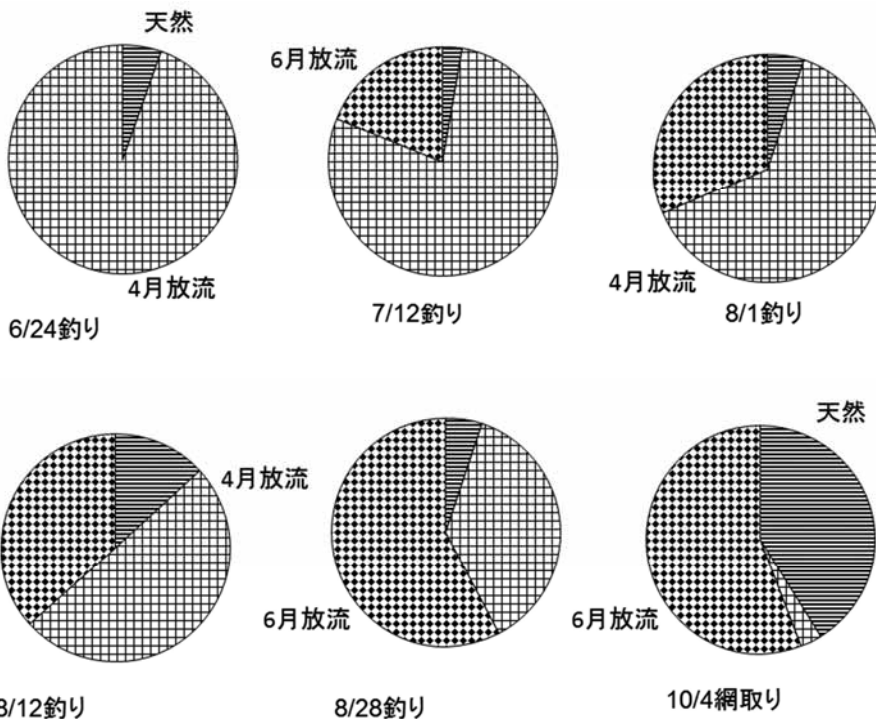 天然
6月放流
4月放流
4月放流
6/24釣り
7/12釣り
8/1釣り
天然
4月放流
6月放流
6月放流
8/12釣り
8/28釣り
10/4網取り